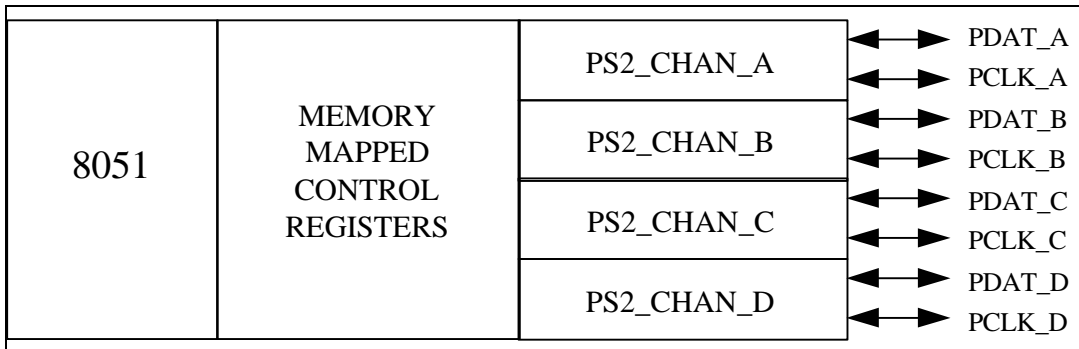 8051
MEMORY
MAPPED
CONTROL
REGISTERS
PS2_CHAN_A
PS2_CHAN_B
PS2_CHAN_C
PS2_CHAN_D
PDAT_A
PCLK_A
PDAT_B
PCLK_B
PDAT_C
PCLK_C
PDAT_D
PCLK_D